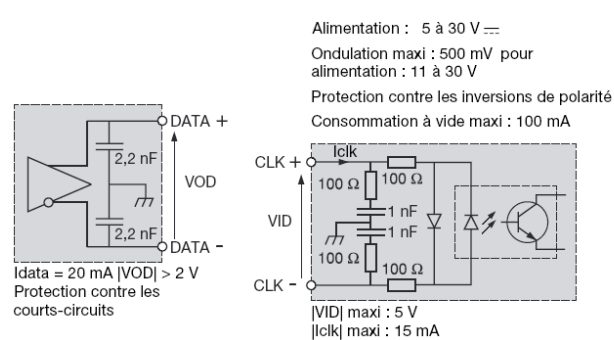 Alimentation : 5 à 30 V ⎓
Ondulation maxi : 500 mV pour
alimentation : 11 à 30 V
Protection contre les inversions de polarité
Consommation à vide maxi : 100 mA
DATA +
2,2 nF
VOD
2,2 nF
DATA -
Idata = 20 mA |VOD| > 2 V
Protection contre les
courts-circuits
Iclk
CLK +
100 Ω
100 Ω
1 nF
VID
1 nF
100 Ω
100 Ω
CLK -
|VID| maxi : 5 V
|Iclk| maxi : 15 mA